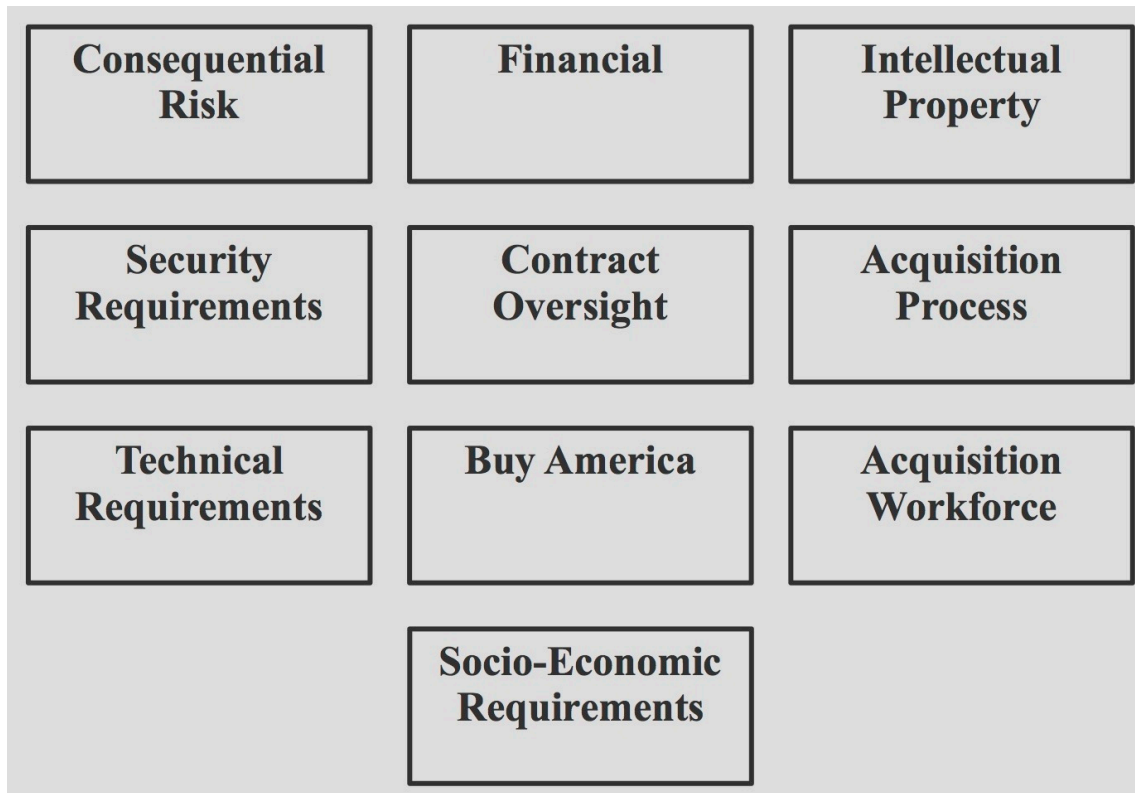 Consequential
Risk
Financial
Intellectual
Property
Security
Requirements
Contract
Oversight
Acquisition
Process
Technical
Requirements
Buy America
Acquisition
Workforce
Socio-Economic
Requirements